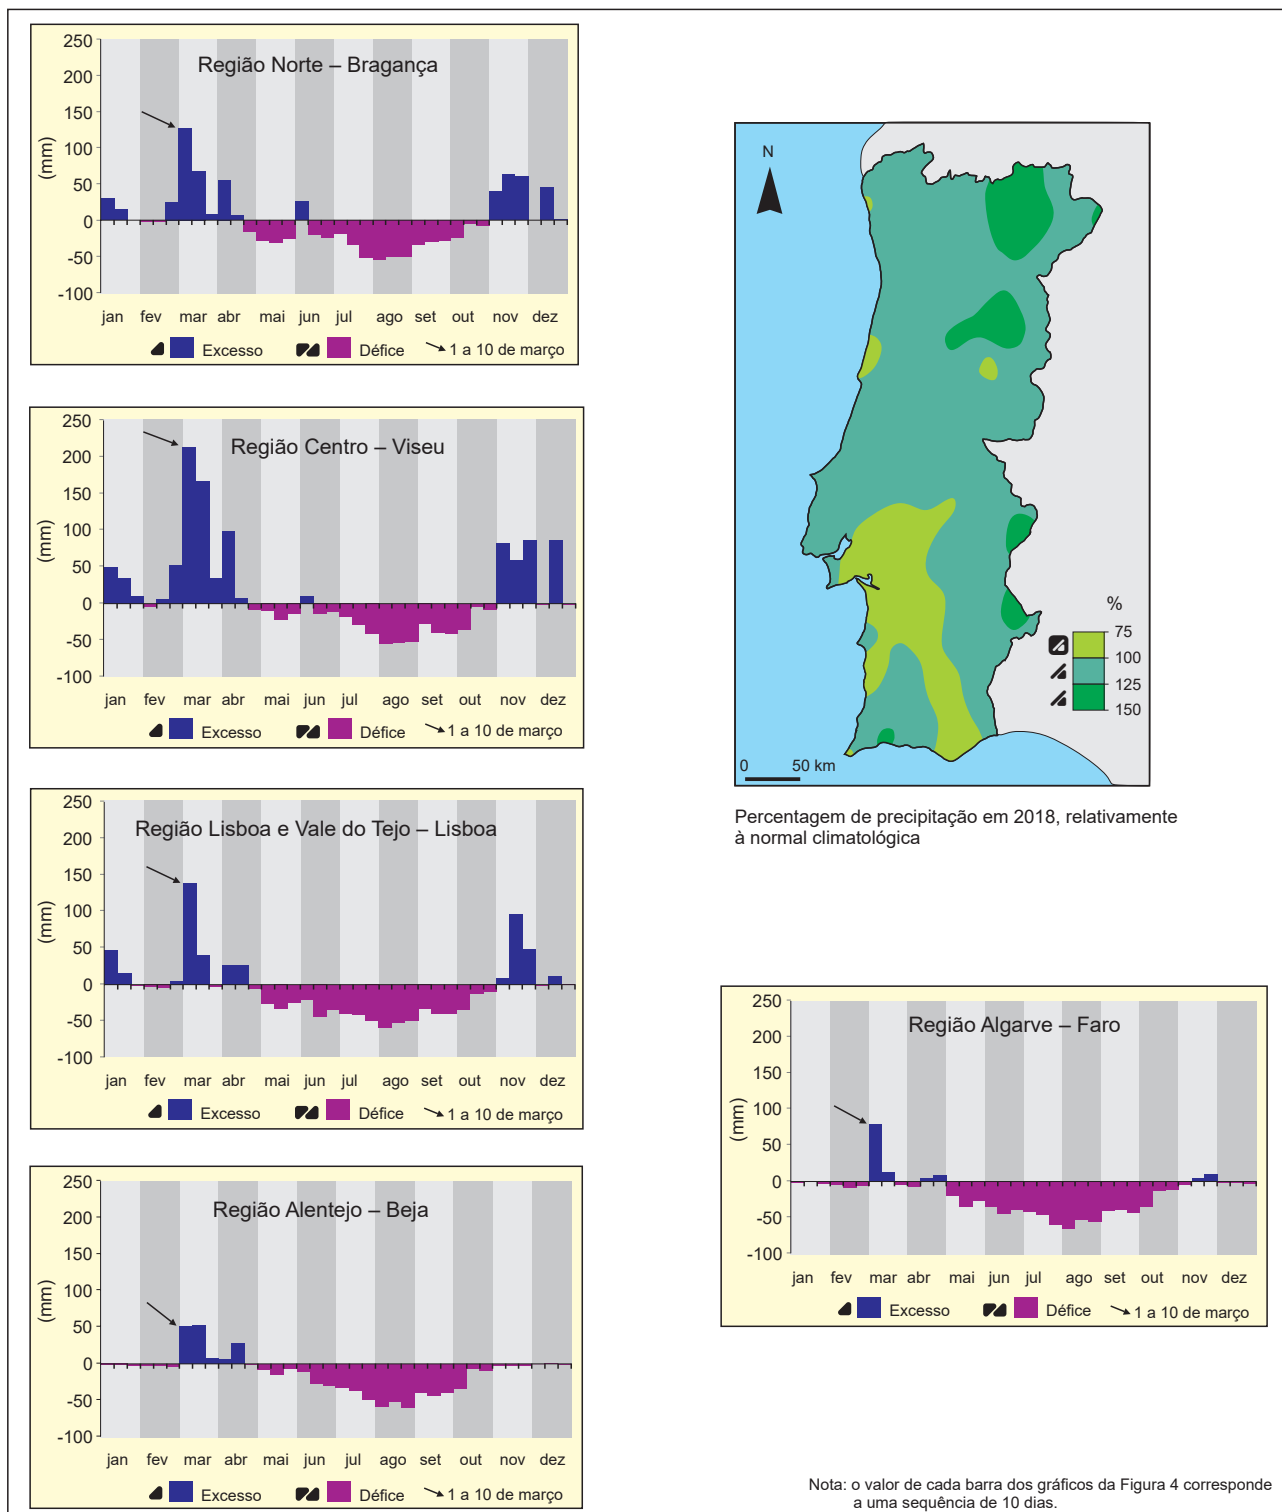 250
Região Norte – Bragança
200
150
100
50
0
-50
-100
(mm)
jan fev mar abr mai jun jul ago set out nov dez
Excesso Défice 1 a 10 de março
250
Região Centro – Viseu
200
150
100
50
0
-50
-100
(mm)
jan fev mar abr mai jun jul ago set out nov dez
Excesso Défice 1 a 10 de março
250
Região Lisboa e Vale do Tejo – Lisboa
200
150
100
50
0
-50
-100
(mm)
jan fev mar abr mai jun jul ago set out nov dez
Excesso Défice 1 a 10 de março
250
Região Alentejo – Beja
200
150
100
50
0
-50
-100
(mm)
jan fev mar abr mai jun jul ago set out nov dez
Excesso Défice 1 a 10 de março
N
%
75
100
125
150
0 50 km
Percentagem de precipitação em 2018, relativamente
à normal climatológica
250
Região Algarve – Faro
200
150
100
50
0
-50
-100
(mm)
jan fev mar abr mai jun jul ago set out nov dez
Excesso Défice 1 a 10 de março
Nota: o valor de cada barra dos gráficos da Figura 4 corresponde
a uma sequência de 10 dias.